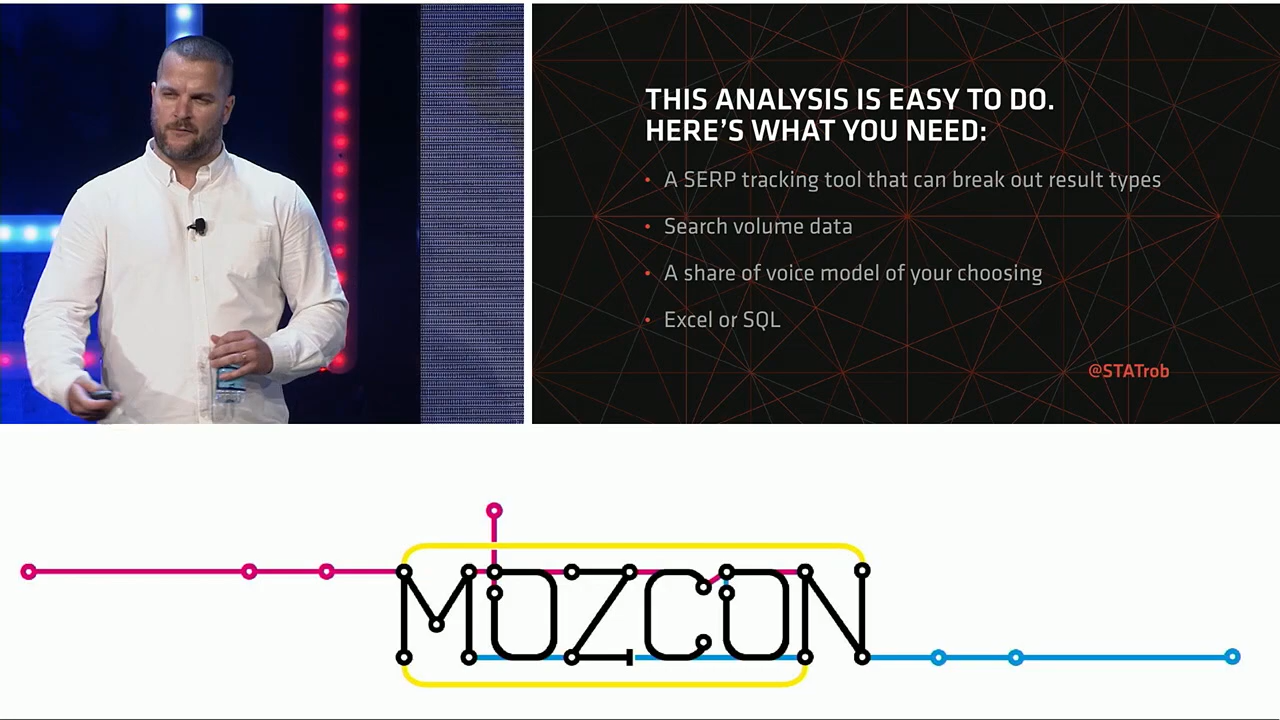 THIS ANALYSIS IS EASY TO DO.
HERE'S WHAT YOU NEED:
• A SERP tracking tool that can break out result types
• Search volume data
• A share of voice model of your choosing
• Excel or SQL
@STATrob
MOZCON